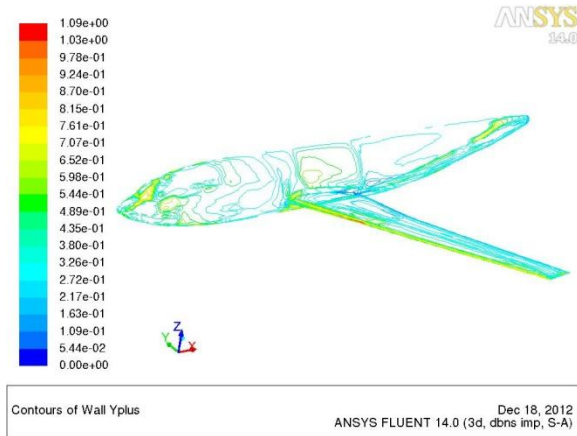 ANSYS
14.0
1.09e+00
1.03e+00
9.78e-01
9.24e-01
8.70e-01
8.15e-01
7.61e-01
7.07e-01
6.52e-01
5.98e-01
5.44e-01
4.89e-01
4.35e-01
3.80e-01
3.26e-01
2.72e-01
2.17e-01
1.63e-01
1.09e-01
5.44e-02
0.00e+00
Z
Y
X
Contours of Wall Yplus
Dec 18, 2012
ANSYS FLUENT 14.0 (3d, dbns imp, S-A)